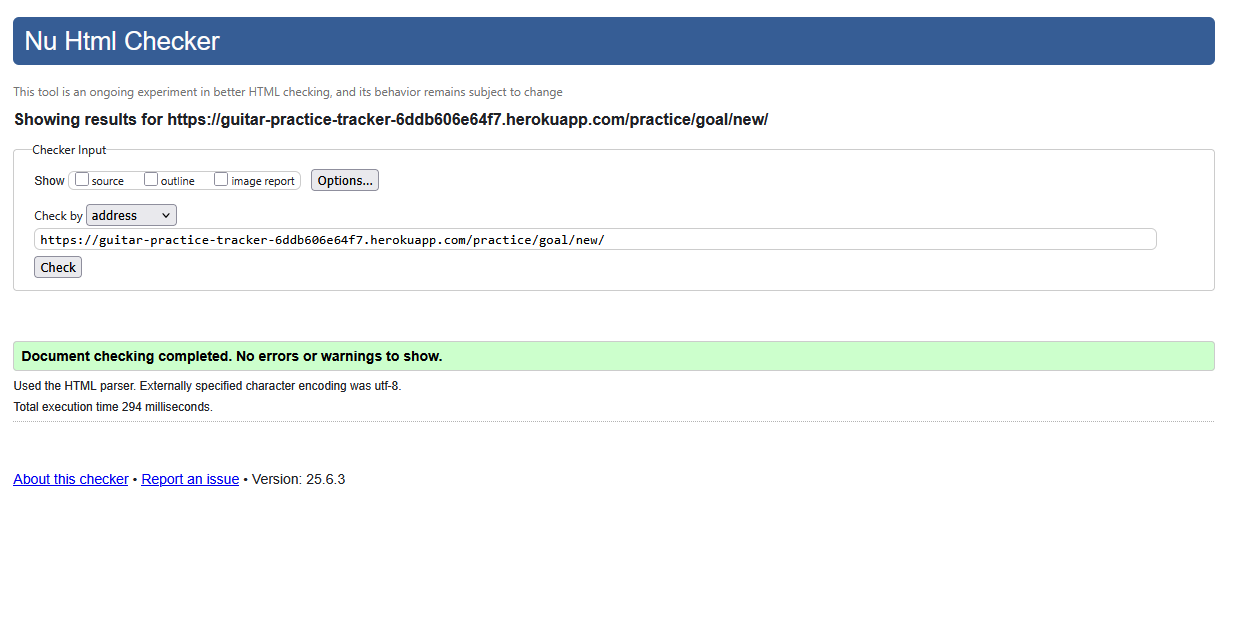 Nu Html Checker
This tool is an ongoing experiment in better HTML checking, and its behavior remains subject to change
Showing results for https://guitar-practice-tracker-6ddb606e64f7.herokuapp.com/practice/goal/new/
Checker Input
Show source outline image report Options...
Check by address
https://guitar-practice-tracker-6ddb606e64f7.herokuapp.com/practice/goal/new/
Check
Document checking completed. No errors or warnings to show.
Used the HTML parser. Externally specified character encoding was utf-8.
Total execution time 294 milliseconds.
About this checker • Report an issue • Version: 25.6.3